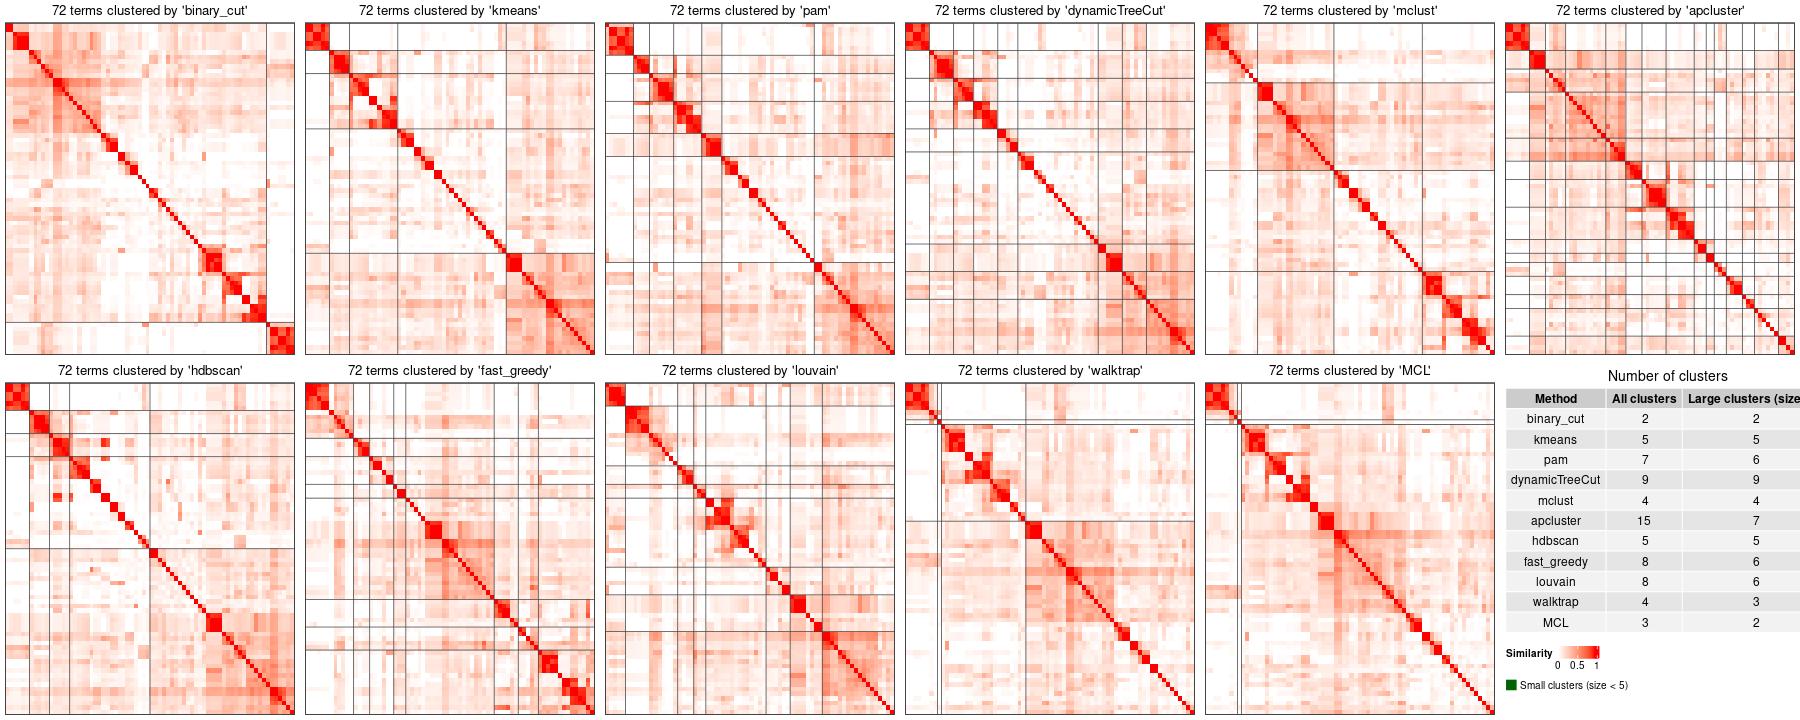 72 terms clustered by 'binary_cut'
72 terms clustered by 'kmeans'
72 terms clustered by 'pam'
72 terms clustered by 'dynamicTreeCut'
72 terms clustered by 'mclust'
72 terms clustered by 'apcluster'
72 terms clustered by 'hdbscan'
72 terms clustered by 'fast_greedy'
72 terms clustered by 'louvain'
72 terms clustered by 'walktrap'
72 terms clustered by 'MCL'
Number of clusters
Method All clusters Large clusters (size
binary_cut 2 2
kmeans 5 5
pam 7 6
dynamicTreeCut 9 9
mclust 4 4
apcluster 15 7
hdbscan 5 5
fast_greedy 8 6
louvain 8 6
walktrap 4 3
MCL 3 2
Similarity
0 0.5 1
Small clusters (size < 5)